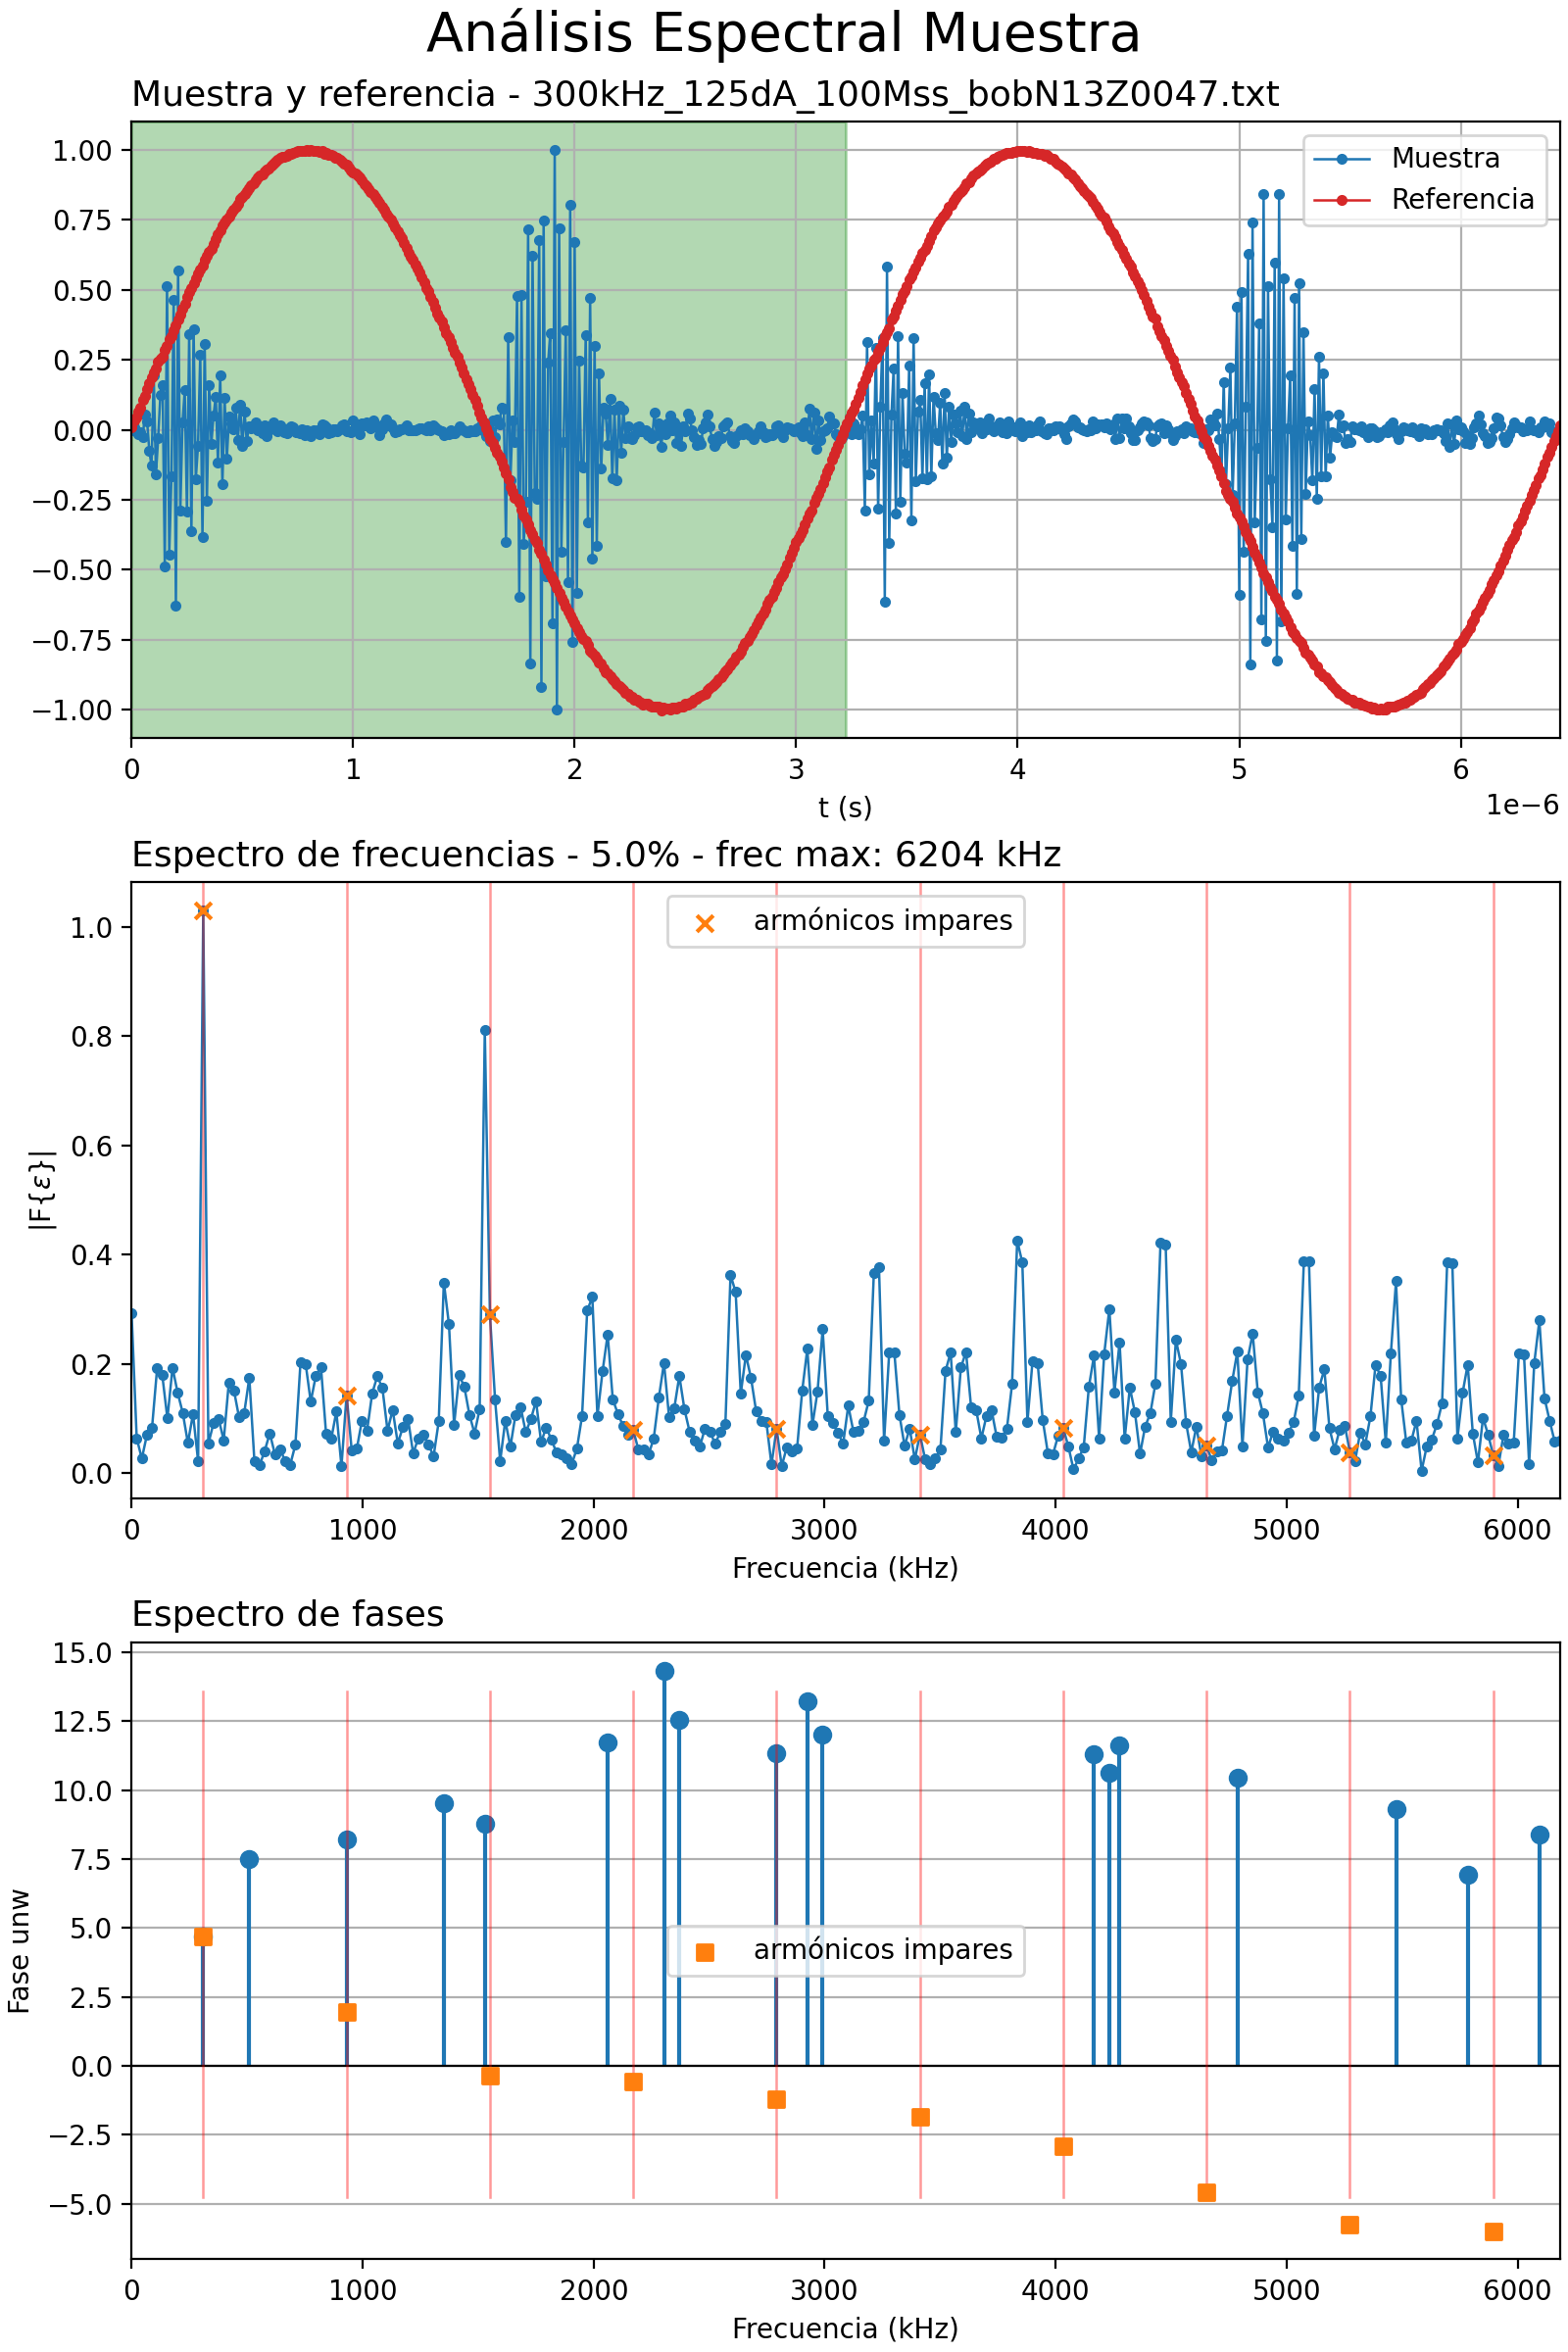 Análisis Espectral Muestra
Muestra y referencia - 300kHz_125dA_100Mss_bobN13Z0047.txt
1.00
0.75
0.50
0.25
0.00
−0.25
−0.50
−0.75
−1.00
Muestra
Referencia
0 1 2 3 4 5 6
t (s)
1e−6
Espectro de frecuencias - 5.0% - frec max: 6204 kHz
armónicos impares
|F{ε}|
1.0
0.8
0.6
0.4
0.2
0.0
0 1000 2000 3000 4000 5000 6000
Frecuencia (kHz)
Espectro de fases
Fase unw
15.0
12.5
10.0
7.5
5.0
2.5
0.0
−2.5
−5.0
armónicos impares
0 1000 2000 3000 4000 5000 6000
Frecuencia (kHz)